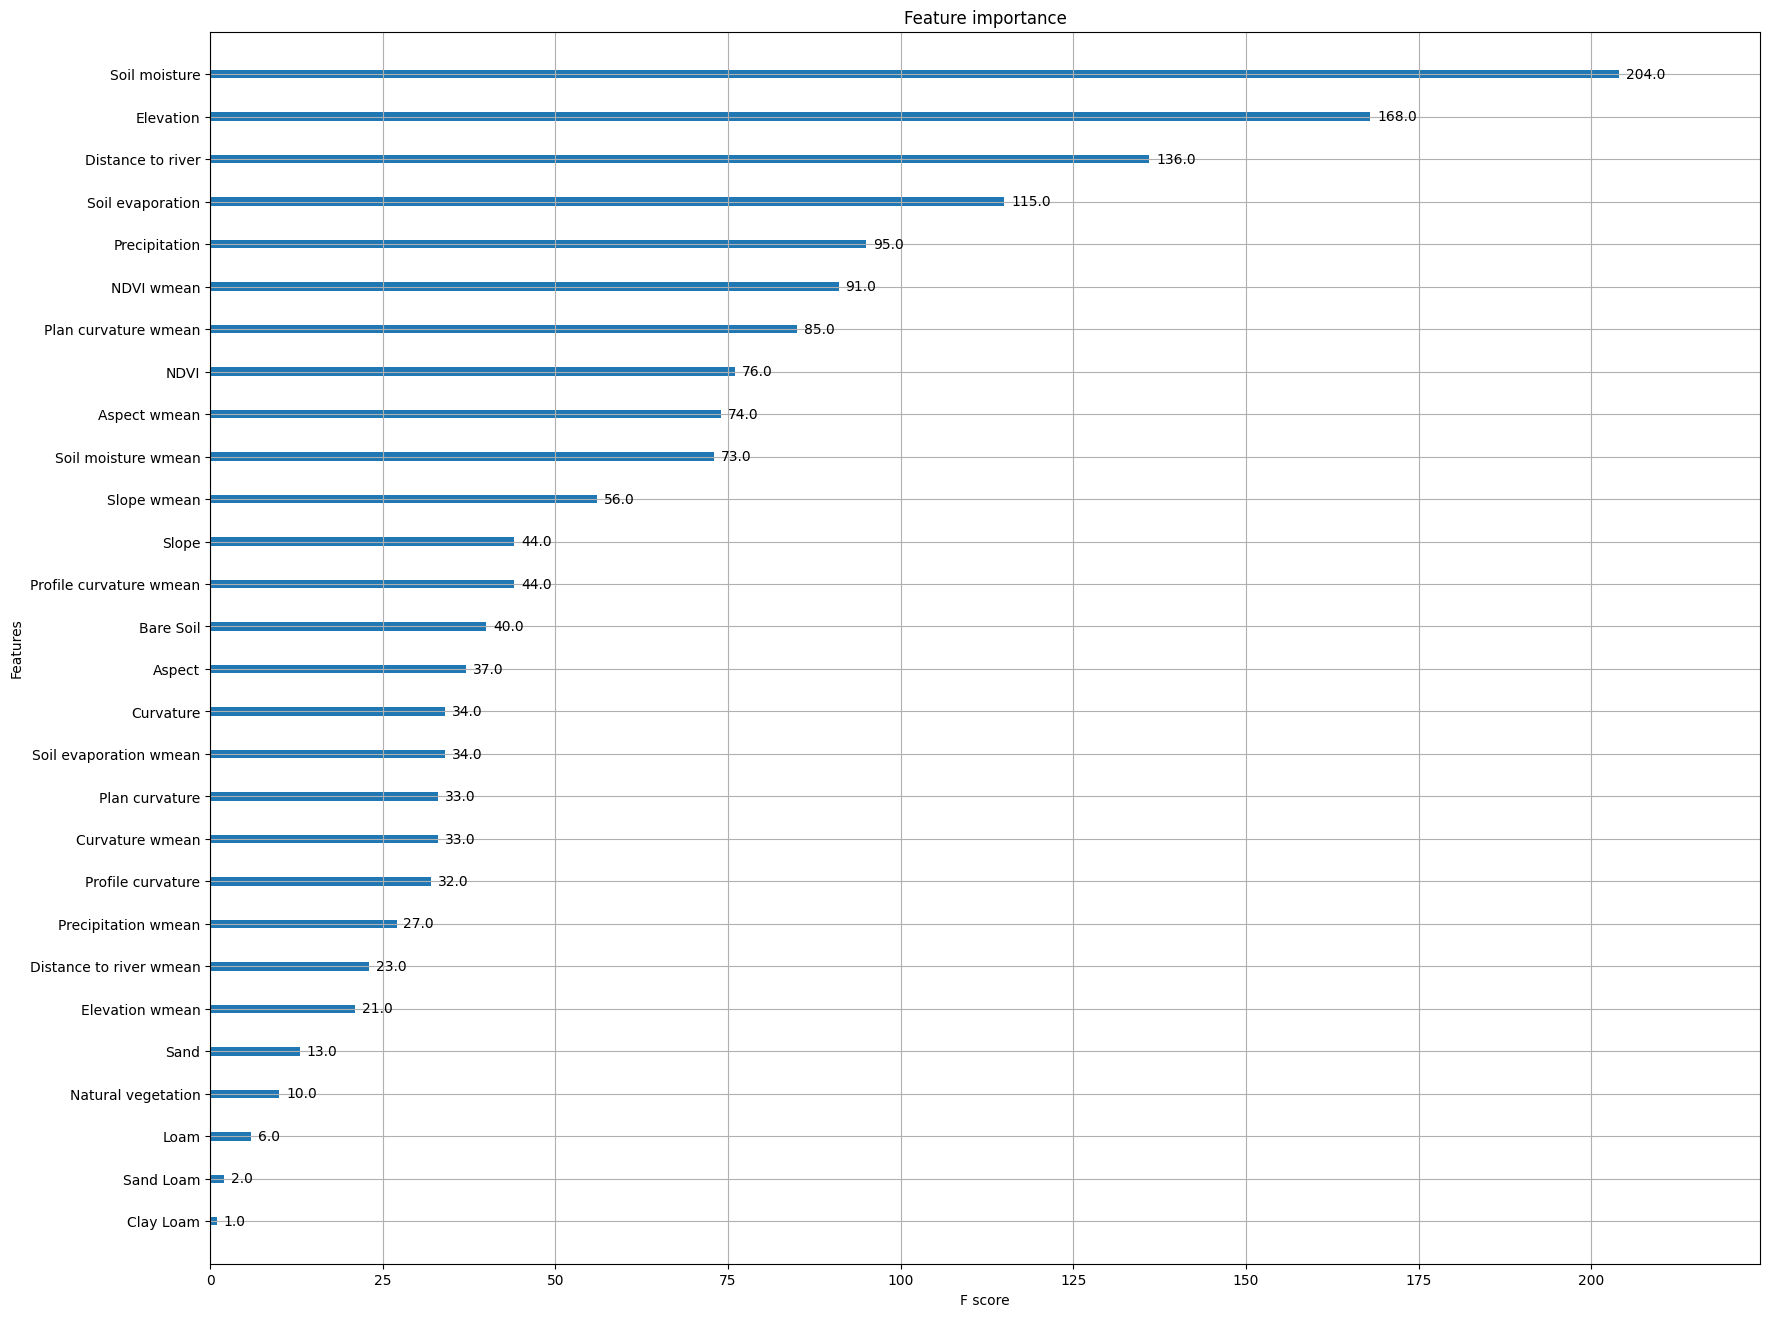 Feature importance
Soil moisture 204.0
Elevation 168.0
Distance to river 136.0
Soil evaporation 115.0
Precipitation 95.0
NDVI wmean 91.0
Plan curvature wmean 85.0
NDVI 76.0
Aspect wmean 74.0
Soil moisture wmean 73.0
Slope wmean 56.0
Slope 44.0
Profile curvature wmean 44.0
Bare Soil 40.0
Aspect 37.0
Curvature 34.0
Soil evaporation wmean 34.0
Plan curvature 33.0
Curvature wmean 33.0
Profile curvature 32.0
Precipitation wmean 27.0
Distance to river wmean 23.0
Elevation wmean 21.0
Sand 13.0
Natural vegetation 10.0
Loam 6.0
Sand Loam 2.0
Clay Loam 1.0
Features
0 25 50 75 100 125 150 175 200
F score